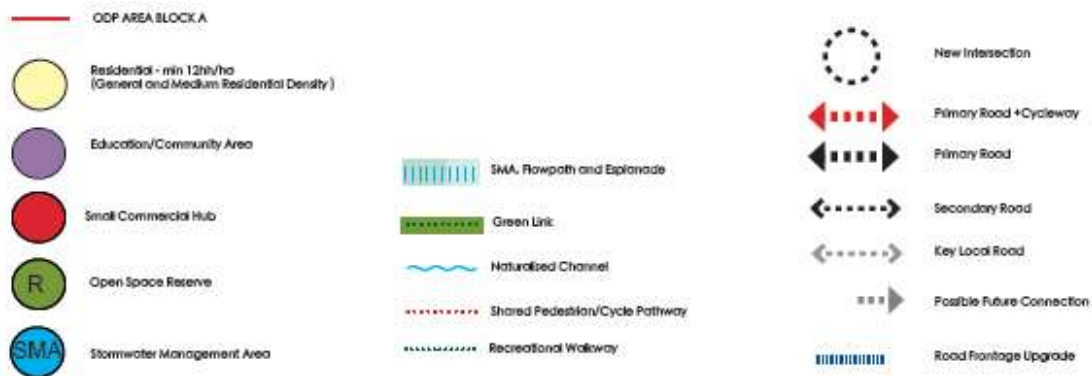 ODP AREA BLOCK A
Residential - min 12hh/ha
(General and Medium Residential Density )
Education/Community Area
Small Commercial Hub
R
Open Space Reserve
SMA
Stormwater Management Area
SMA, Flowpath and Esplanade
Green Link
Naturalised Channel
Shared Pedestrian/Cycle Pathway
Recreational Walkway
New Intersection
Primary Road +Cycleway
Primary Road
Secondary Road
Key Local Road
Possible Future Connection
Road Frontage Upgrade